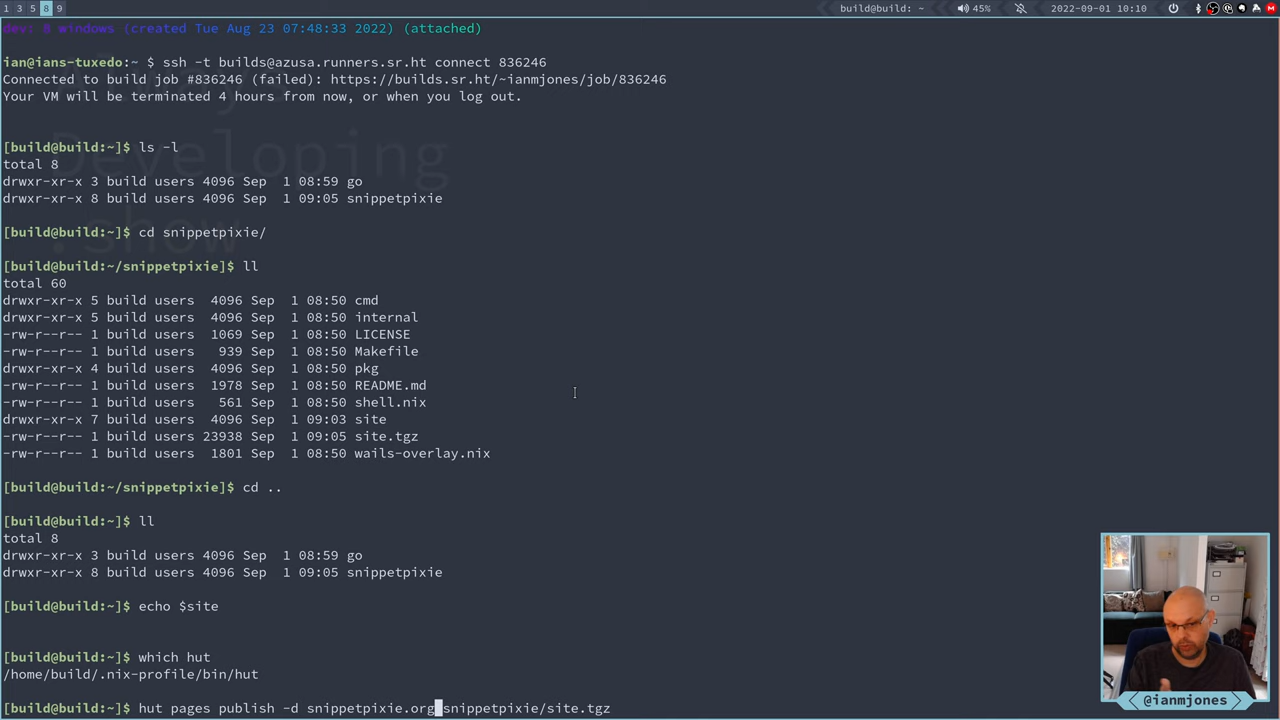 1 3 5 8 9
build@build: ~
45%
2022-09-01 10:10
dev: 8 windows (created Tue Aug 23 07:48:33 2022) (attached)
ian@ians-tuxedo:~ $ ssh -t builds@azusa.runners.sr.ht connect 836246
Connected to build job #836246 (failed): https://builds.sr.ht/~ianmjones/job/836246
Your VM will be terminated 4 hours from now, or when you log out.
Developing
.show
[build@build:~]$ ls -l
total 8
drwxr-xr-x 3 build users 4096 Sep  1 08:59 go
drwxr-xr-x 8 build users 4096 Sep  1 09:05 snippetpixie
[build@build:~]$ cd snippetpixie/
[build@build:~/snippetpixie]$ ll
total 60
drwxr-xr-x 5 build users  4096 Sep  1 08:50 cmd
drwxr-xr-x 5 build users  4096 Sep  1 08:50 internal
-rw-r--r-- 1 build users  1069 Sep  1 08:50 LICENSE
-rw-r--r-- 1 build users   939 Sep  1 08:50 Makefile
drwxr-xr-x 4 build users  4096 Sep  1 08:50 pkg
-rw-r--r-- 1 build users  1978 Sep  1 08:50 README.md
-rw-r--r-- 1 build users   561 Sep  1 08:50 shell.nix
drwxr-xr-x 7 build users  4096 Sep  1 09:03 site
-rw-r--r-- 1 build users 23938 Sep  1 09:05 site.tgz
-rw-r--r-- 1 build users  1801 Sep  1 08:50 wails-overlay.nix
[build@build:~/snippetpixie]$ cd ..
[build@build:~]$ ll
total 8
drwxr-xr-x 3 build users 4096 Sep  1 08:59 go
drwxr-xr-x 8 build users 4096 Sep  1 09:05 snippetpixie
[build@build:~]$ echo $site
[build@build:~]$ which hut
/home/build/.nix-profile/bin/hut
[build@build:~]$ hut pages publish -d snippetpixie.org snippetpixie/site.tgz
@ianmjones